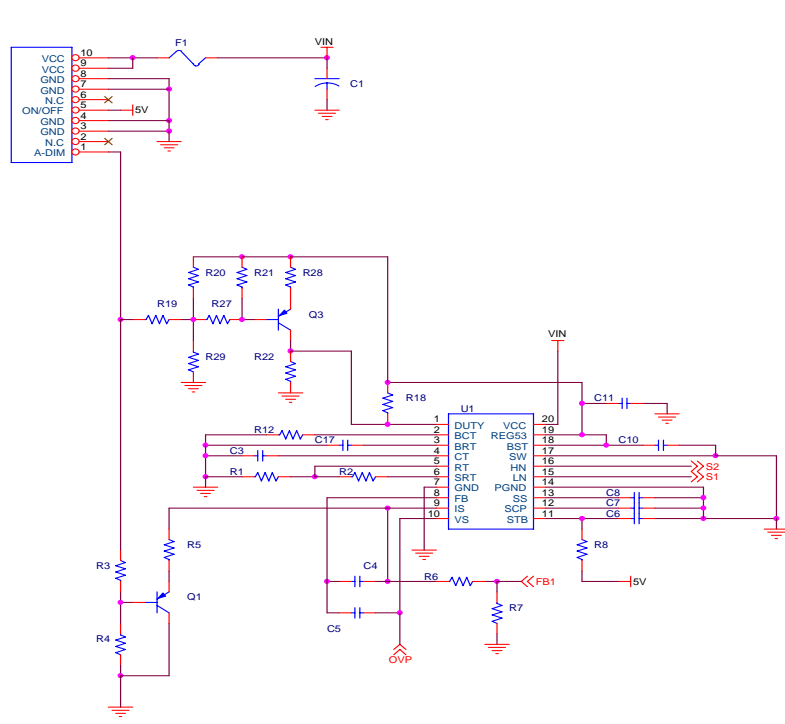 F1
VIN
C1
VCC 10
VCC 9
GND 8
GND 7
N.C 6
ON/OFF 5
5V
GND 4
GND 3
N.C 2
A-DIM 1
R20
R21
R28
R19
R27
Q3
R29
R22
VIN
R18
C11
U1
R12
C17
C3
R1
R2
1 DUTY VCC 20
2 BCT REG53 19
3 BRT BST 18
4 CT SW 17
5 RT HN 16
6 SRT LN 15
7 GND PGND 14
8 FB SS 13
9 IS SCP 12
10 VS STB 11
C10
S2
S1
C8
C7
C6
R5
R8
R3
C4
R6
FB1
5V
Q1
R7
C5
R4
OVP